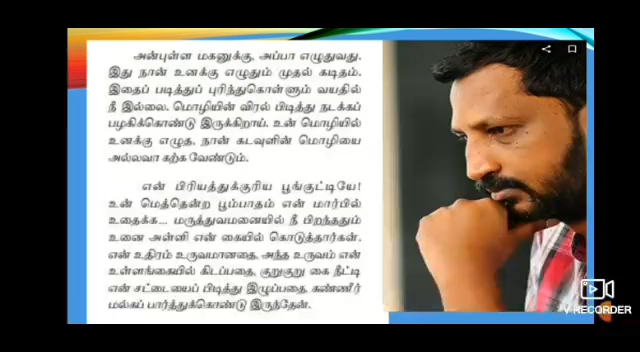 அன்புள்ள மகனுக்கு, அப்பா எழுதுவது.
இது நான் உனக்கு எழுதும் முதல் கடிதம்.
இதைப் படித்துப் புரிந்துகொள்ளும் வயதில்
நீ இல்லை. மொழியின் விரல் பிடித்து நடக்கப்
பழகிக்கொண்டு இருக்கிறாய். உன் மொழியில்
உனக்கு எழுத, நான் கடவுளின் மொழியை
அல்லவா கற்க வேண்டும்.
என் பிரியத்துக்குரிய பூங்குட்டியே!
உன் மெத்தென்ற பூம்பாதம் என் மார்பில்
உதைக்க... மருத்துவமனையில் நீ பிறந்ததும்
உனை அள்ளி என் கையில் கொடுத்தார்கள்.
என் உதிரம் உருவமானதை, அந்த உருவம் என்
உள்ளங்கையில் கிடப்பதை, குறுகுறு கை நீட்டி
என் சட்டையைப் பிடித்து இழுப்பதை, கண்ணீர்
மல்கப் பார்த்துக்கொண்டு இருந்தேன்.
V RECORDER